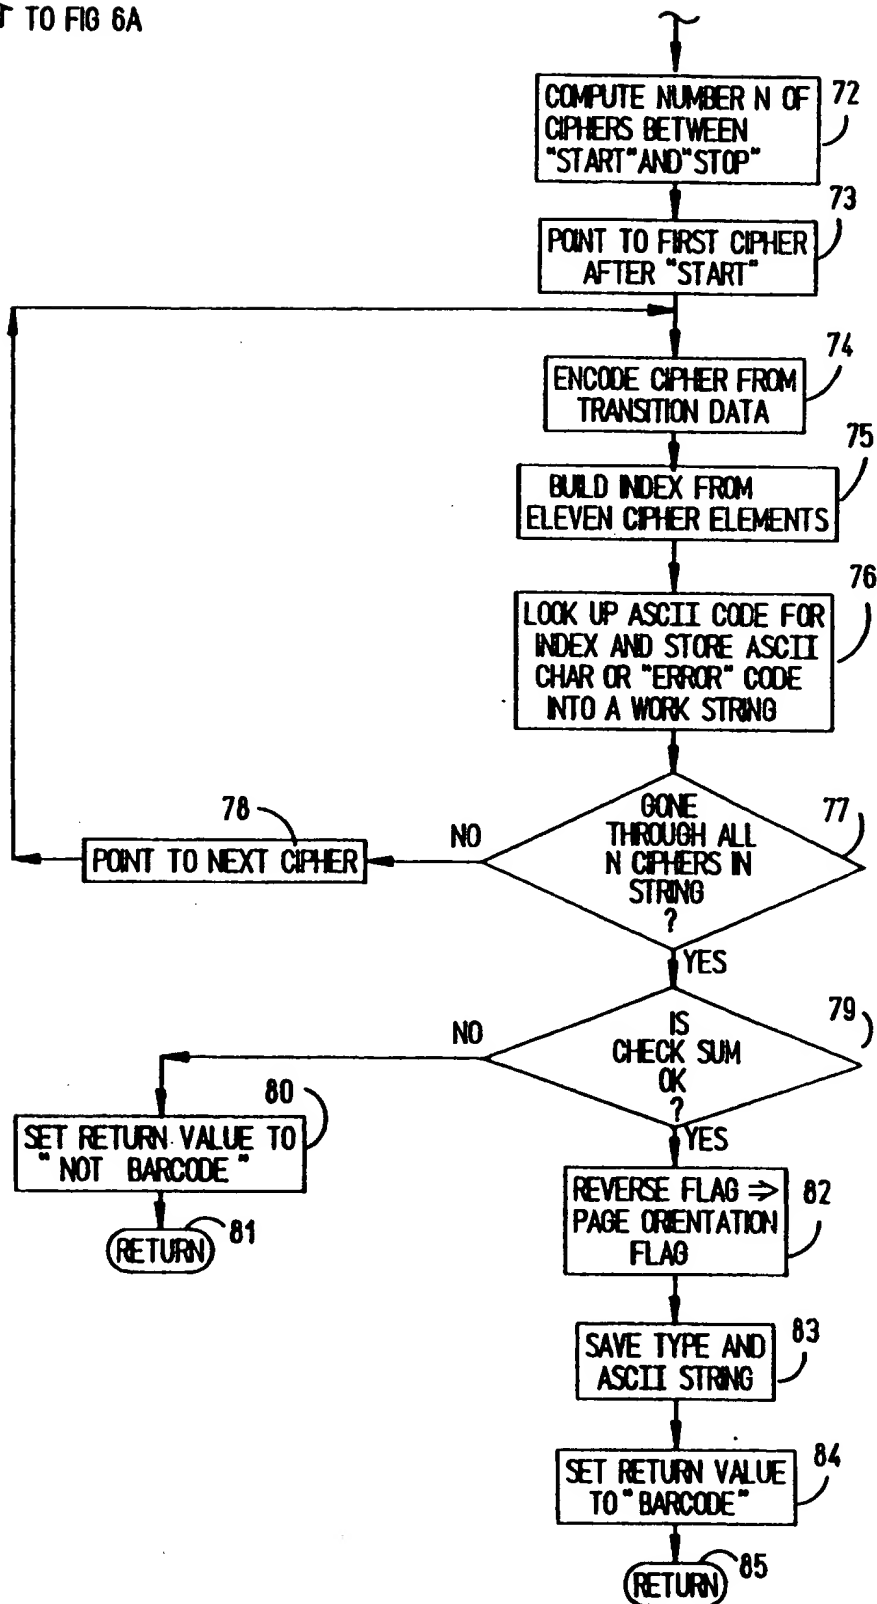 TO FIG 6A
COMPUTE NUMBER N OF
CIPHERS BETWEEN
"START" AND "STOP"
72
73
POINT TO FIRST CIPHER
AFTER "START"
74
ENCODE CIPHER FROM
TRANSITION DATA
75
BUILD INDEX FROM
ELEVEN CIPHER ELEMENTS
76
LOOK UP ASCII CODE FOR
INDEX AND STORE ASCII
CHAR OR "ERROR" CODE
INTO A WORK STRING
77
GONE
THROUGH ALL
N CIPHERS IN
STRING
?
NO
78
POINT TO NEXT CIPHER
YES
79
IS
CHECK SUM
OK
?
NO
80
SET RETURN VALUE TO
"NOT BARCODE"
RETURN
81
YES
REVERSE FLAG ⇒
PAGE ORIENTATION
FLAG
82
SAVE TYPE AND
ASCII STRING
83
SET RETURN VALUE
TO "BARCODE"
84
RETURN
85